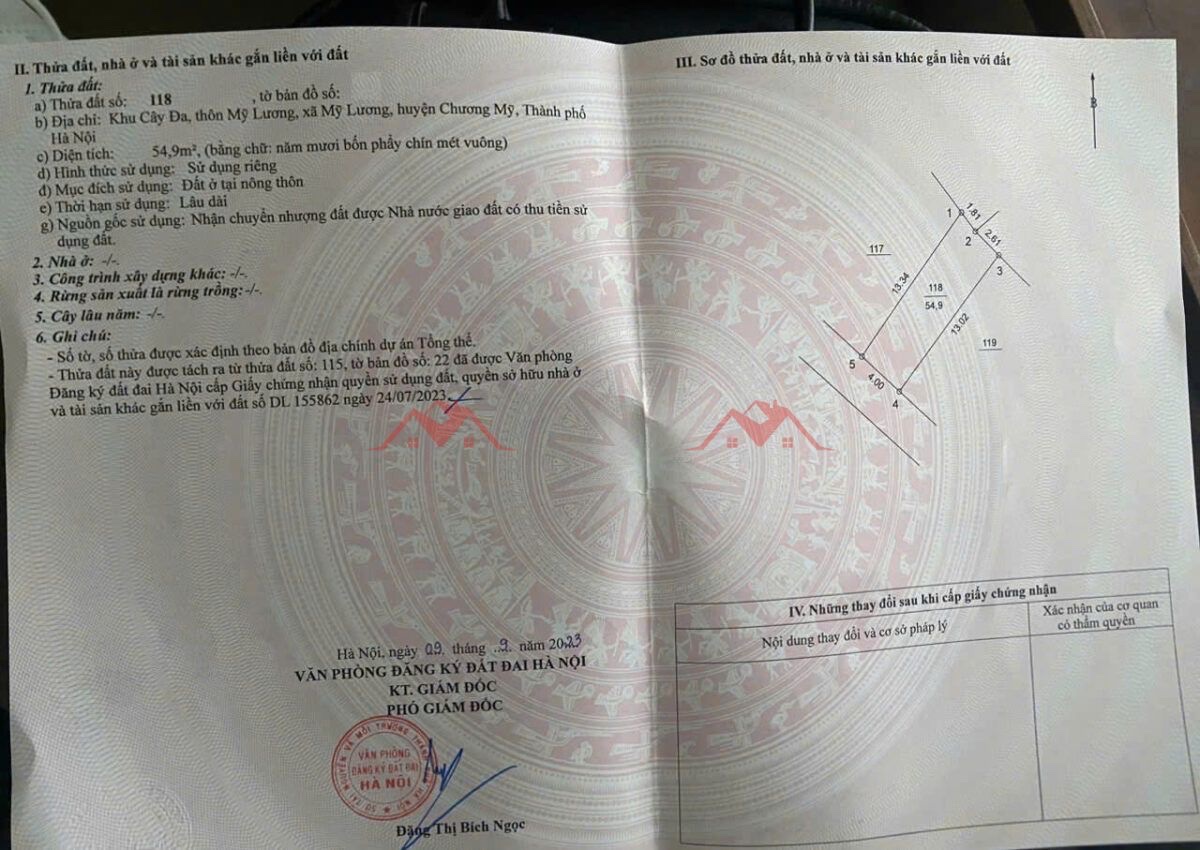 II. Thửa đất, nhà ở và tài sản khác gắn liền với đất
1. Thửa đất:
a) Thửa đất số: 118 , tờ bản đồ số:
b) Địa chỉ: Khu Cây Đa, thôn Mỹ Lương, xã Mỹ Lương, huyện Chương Mỹ, Thành phố
Hà Nội
c) Diện tích: 54,9m², (bằng chữ: năm mươi bốn phẩy chín mét vuông)
d) Hình thức sử dụng: Sử dụng riêng
đ) Mục đích sử dụng: Đất ở tại nông thôn
e) Thời hạn sử dụng: Lâu dài
g) Nguồn gốc sử dụng: Nhận chuyển nhượng đất được Nhà nước giao đất có thu tiền sử
dụng đất.
2. Nhà ở: -/-.
3. Công trình xây dựng khác: -/-.
4. Rừng sản xuất là rừng trồng: -/-.
5. Cây lâu năm: -/-.
6. Ghi chú:
- Số tờ, số thửa được xác định theo bản đồ địa chính dự án Tổng thể.
- Thửa đất này được tách ra từ thửa đất số: 115, tờ bản đồ số: 22 đã được Văn phòng
Đăng ký đất đai Hà Nội cấp Giấy chứng nhận quyền sử dụng đất, quyền sở hữu nhà ở
và tài sản khác gắn liền với đất số DL 155862 ngày 24/07/2023
Hà Nội, ngày 09 tháng 9 năm 2023
VĂN PHÒNG ĐĂNG KÝ ĐẤT ĐAI HÀ NỘI
KT. GIÁM ĐỐC
PHÓ GIÁM ĐỐC
SỞ TÀI NGUYÊN VÀ MÔI TRƯỜNG THÀNH PHỐ HÀ NỘI
VĂN PHÒNG
ĐĂNG KÝ ĐẤT ĐAI
HÀ NỘI
Đặng Thị Bích Ngọc
III. Sơ đồ thửa đất, nhà ở và tài sản khác gắn liền với đất
B
1
1.81
2
2.61
3
117
13.34
118
54,9
13.02
119
5
4.00
4
IV. Những thay đổi sau khi cấp giấy chứng nhận
Nội dung thay đổi và cơ sở pháp lý
Xác nhận của cơ quan
có thẩm quyền